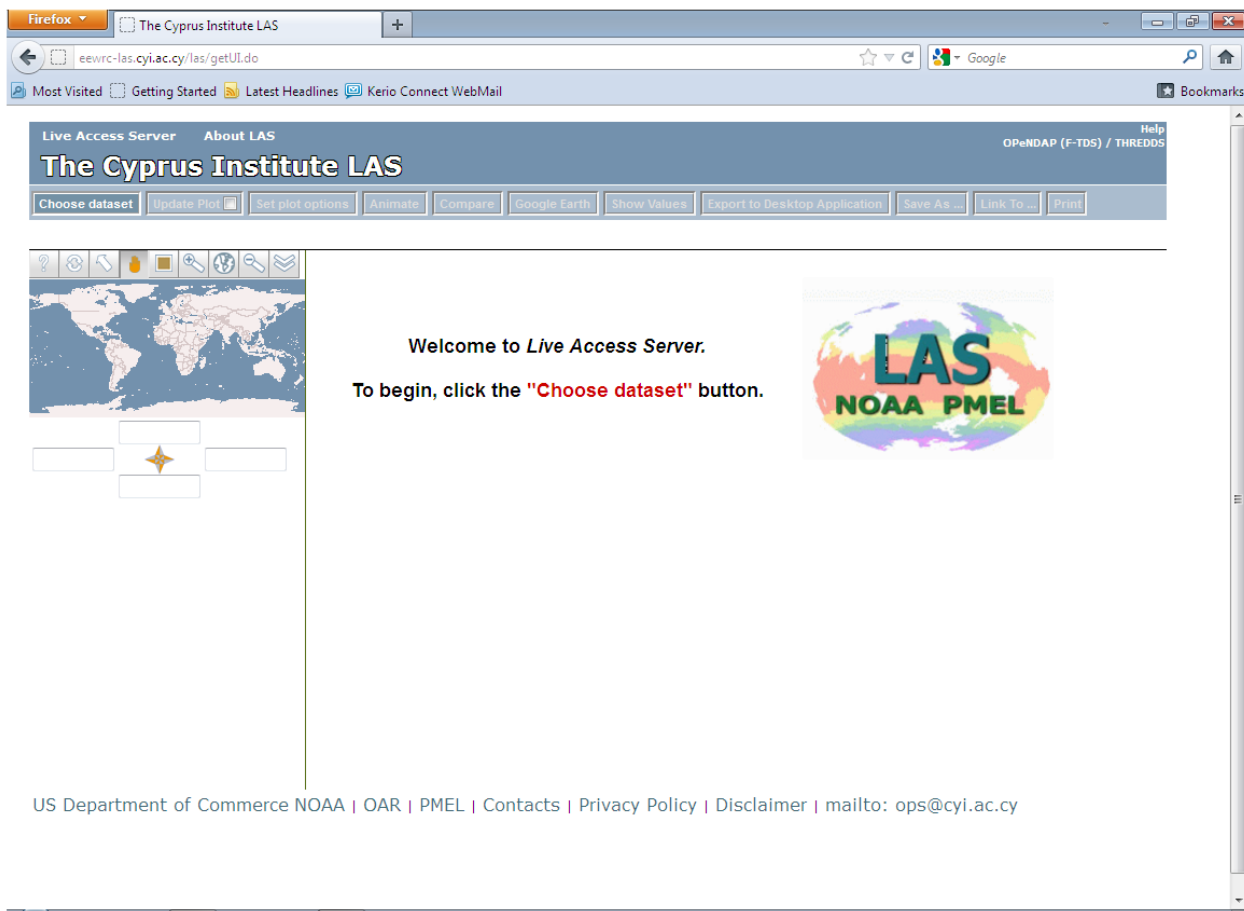 Firefox
The Cyprus Institute LAS
eewrc-las.cyi.ac.cy/las/getUI.do
Google
Most Visited Getting Started Latest Headlines Kerio Connect WebMail Bookmarks
Live Access Server About LAS Help
OPeNDAP (F-TDS) / THREDDS
The Cyprus Institute LAS
Choose dataset Update Plot Set plot options Animate Compare Google Earth Show Values Export to Desktop Application Save As ... Link To ... Print
Welcome to Live Access Server.
To begin, click the "Choose dataset" button.
LAS
NOAA PMEL
US Department of Commerce NOAA | OAR | PMEL | Contacts | Privacy Policy | Disclaimer | mailto: ops@cyi.ac.cy